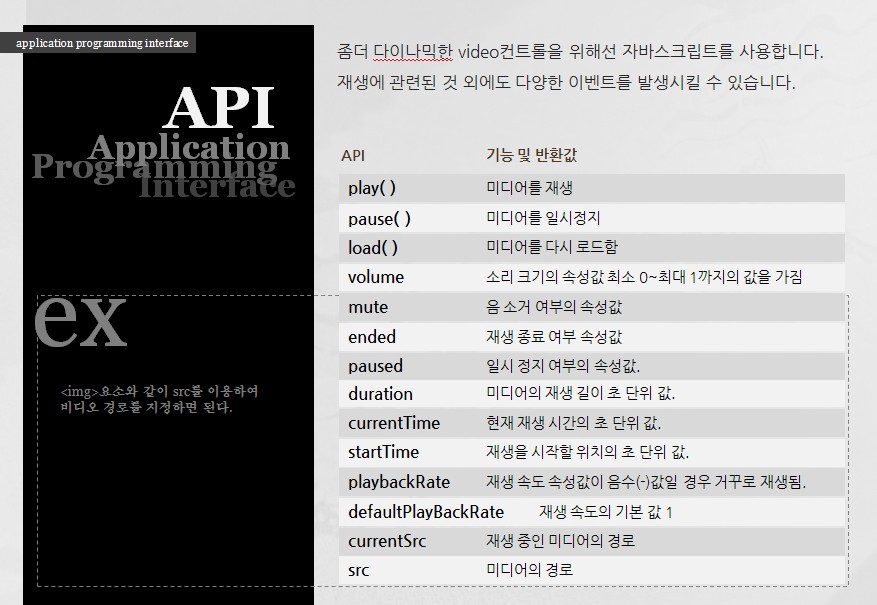 application programming interface
API
Application
Programming
Interface
ex
<img>요소와 같이 src를 이용하여
비디오 경로를 지정하면 된다.
좀더 다이나믹한 video컨트롤을 위해선 자바스크립트를 사용합니다.
재생에 관련된 것 외에도 다양한 이벤트를 발생시킬 수 있습니다.
API 기능 및 반환값
play( ) 미디어를 재생
pause( ) 미디어를 일시정지
load( ) 미디어를 다시 로드함
volume 소리 크기의 속성값 최소 0~최대 1까지의 값을 가짐
mute 음 소거 여부의 속성값
ended 재생 종료 여부 속성값
paused 일시 정지 여부의 속성값.
duration 미디어의 재생 길이 초 단위 값.
currentTime 현재 재생 시간의 초 단위 값.
startTime 재생을 시작할 위치의 초 단위 값.
playbackRate 재생 속도 속성값이 음수(-)값일 경우 거꾸로 재생됨.
defaultPlayBackRate 재생 속도의 기본 값 1
currentSrc 재생 중인 미디어의 경로
src 미디어의 경로